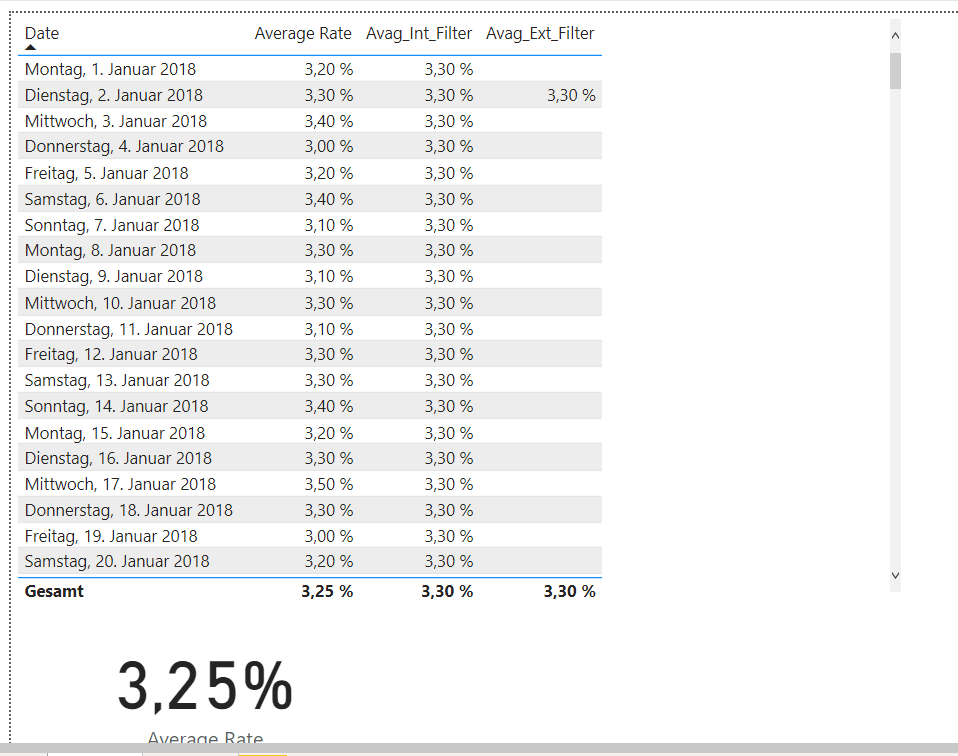 Date Average Rate Avag_Int_Filter Avag_Ext_Filter
Montag, 1. Januar 2018 3,20 % 3,30 %
Dienstag, 2. Januar 2018 3,30 % 3,30 % 3,30 %
Mittwoch, 3. Januar 2018 3,40 % 3,30 %
Donnerstag, 4. Januar 2018 3,00 % 3,30 %
Freitag, 5. Januar 2018 3,20 % 3,30 %
Samstag, 6. Januar 2018 3,40 % 3,30 %
Sonntag, 7. Januar 2018 3,10 % 3,30 %
Montag, 8. Januar 2018 3,30 % 3,30 %
Dienstag, 9. Januar 2018 3,10 % 3,30 %
Mittwoch, 10. Januar 2018 3,30 % 3,30 %
Donnerstag, 11. Januar 2018 3,10 % 3,30 %
Freitag, 12. Januar 2018 3,30 % 3,30 %
Samstag, 13. Januar 2018 3,30 % 3,30 %
Sonntag, 14. Januar 2018 3,40 % 3,30 %
Montag, 15. Januar 2018 3,20 % 3,30 %
Dienstag, 16. Januar 2018 3,30 % 3,30 %
Mittwoch, 17. Januar 2018 3,50 % 3,30 %
Donnerstag, 18. Januar 2018 3,30 % 3,30 %
Freitag, 19. Januar 2018 3,00 % 3,30 %
Samstag, 20. Januar 2018 3,20 % 3,30 %
Gesamt 3,25 % 3,30 % 3,30 %
3,25%
Average Rate